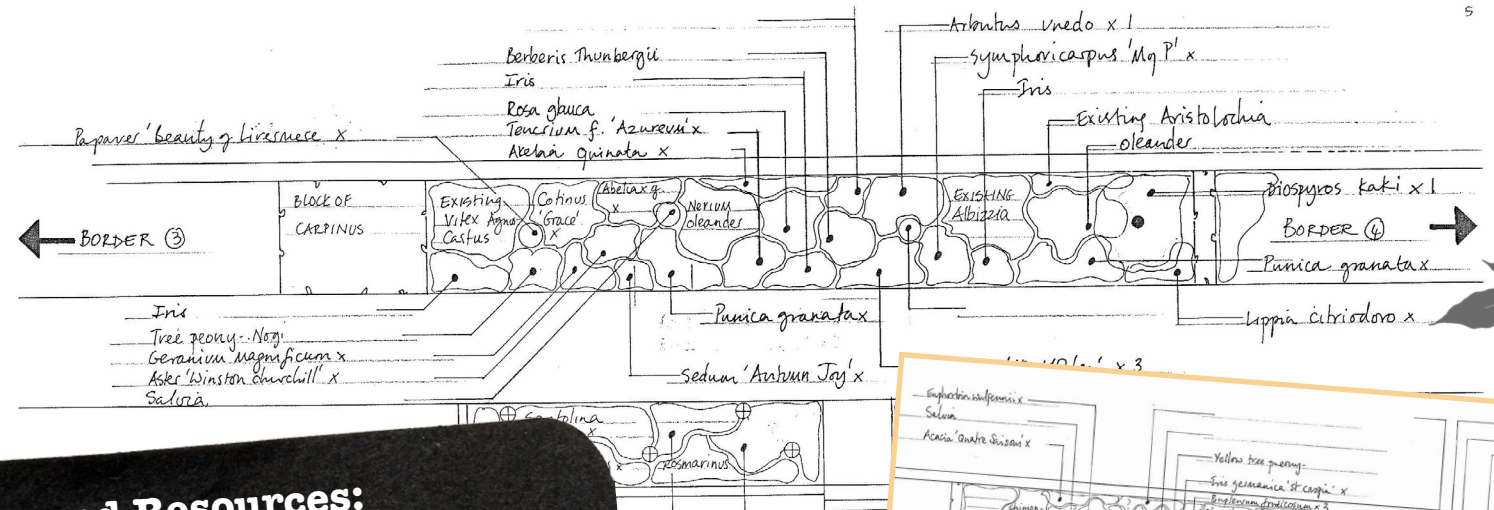 5
Arbutus unedo x 1
Berberis Thunbergii
Symphoricarpus 'Mg P' x
Iris
Iris
Rosa glauca
Existing Aristolochia
Papaver 'beauty of Livesmese x
Teucrium f. 'Azureum' x
oleander
Akebia quinata x
BLOCK OF
CARPINUS
Existing
Vitex Agnus
Castus
Cotinus
'Grace'
x
Abelia x g.
x
Nerium
oleander
EXISTING
Albizzia
Diospyros kaki x 1
BORDER ③
BORDER ④
Punica granata x
Iris
Punica granata x
Lippia citriodoro x
Tree peony - Nogi
Geranium magnificum x
Aster 'Winston Churchill' x
Sedum 'Autumn Joy' x
x 3
Salvia
Euphorbia wulfennii x
Salvia
Acacia 'Quatre Saisons' x
Rosmarinus
x
Yellow tree peony
Iris germanica 'St caspia' x
Bupleurum fruticosum x 3
Resources: